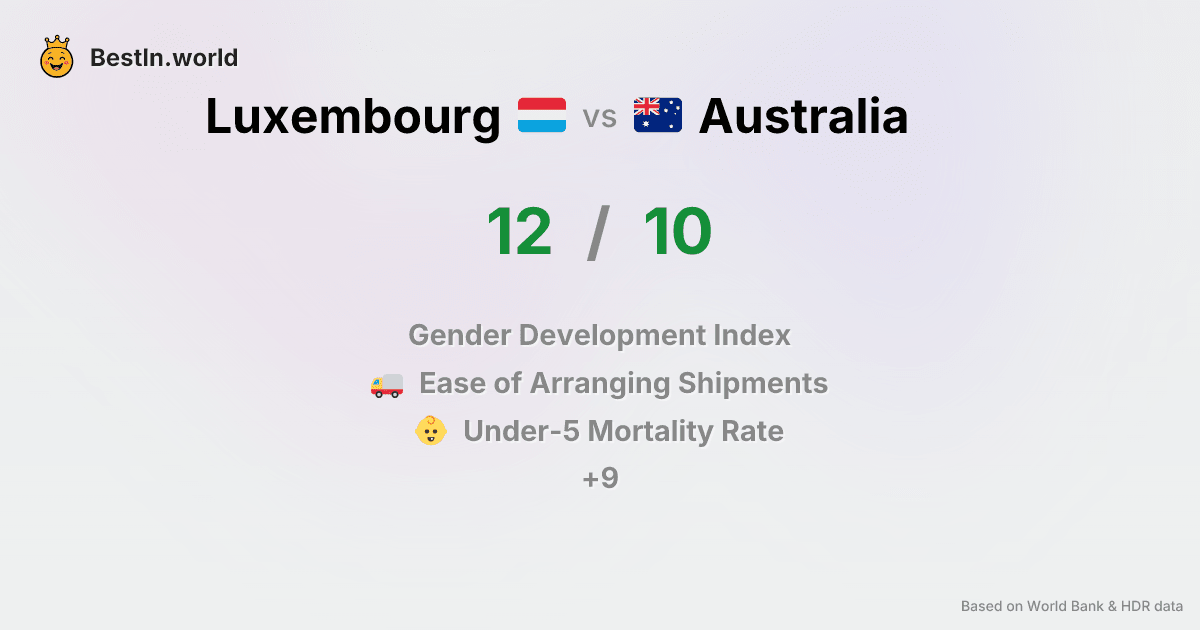 BestIn.world
Luxembourg vs Australia
12 / 10
Gender Development Index
Ease of Arranging Shipments
Under-5 Mortality Rate
+9
Based on World Bank & HDR data